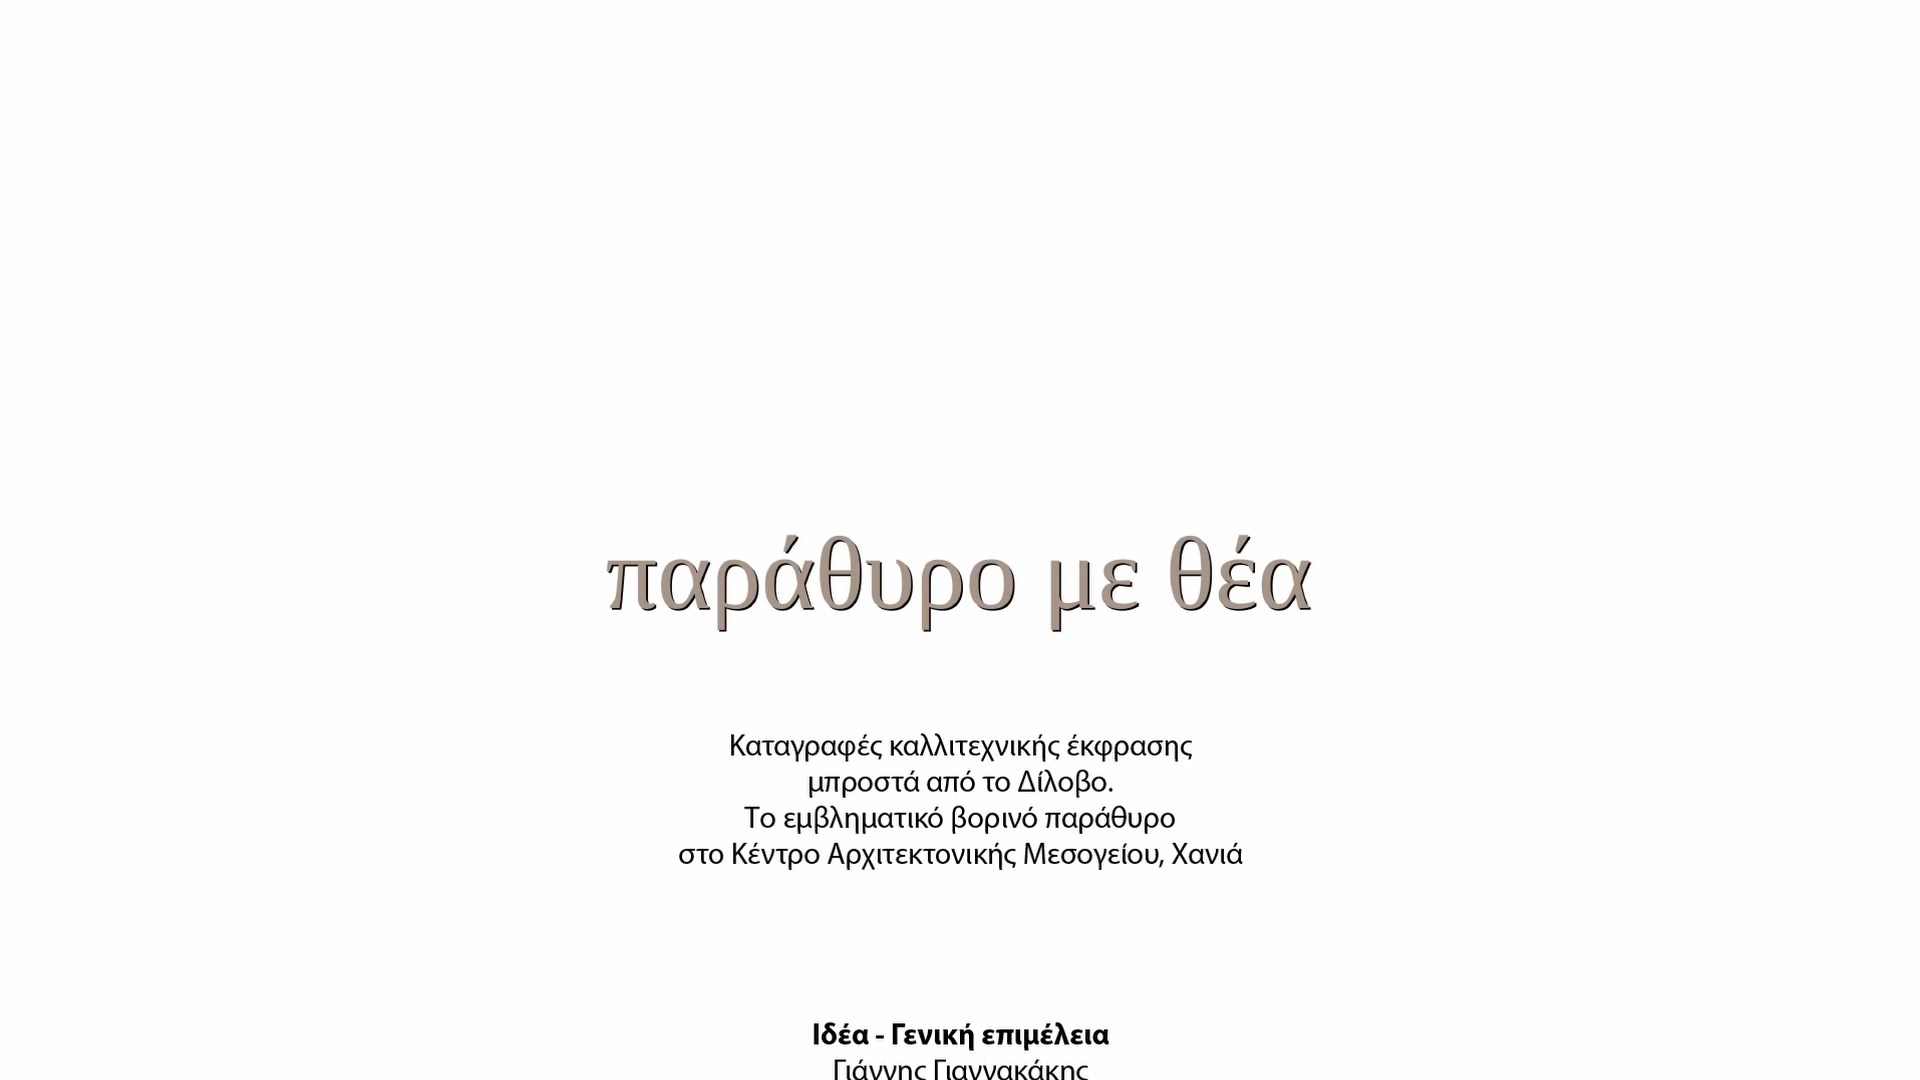 παράθυρο με θέα
Καταγραφές καλλιτεχνικής έκφρασης
μπροστά από το Δίλοβο.
Το εμβληματικό βορινό παράθυρο
στο Κέντρο Αρχιτεκτονικής Μεσογείου, Χανιά
Ιδέα - Γενική επιμέλεια
Γιάννης Γιαννακάκης